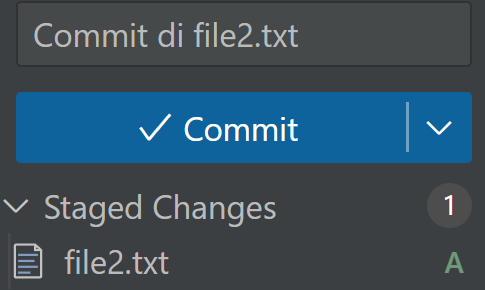 Commit di file2.txt
Commit
Staged Changes 1
file2.txt A